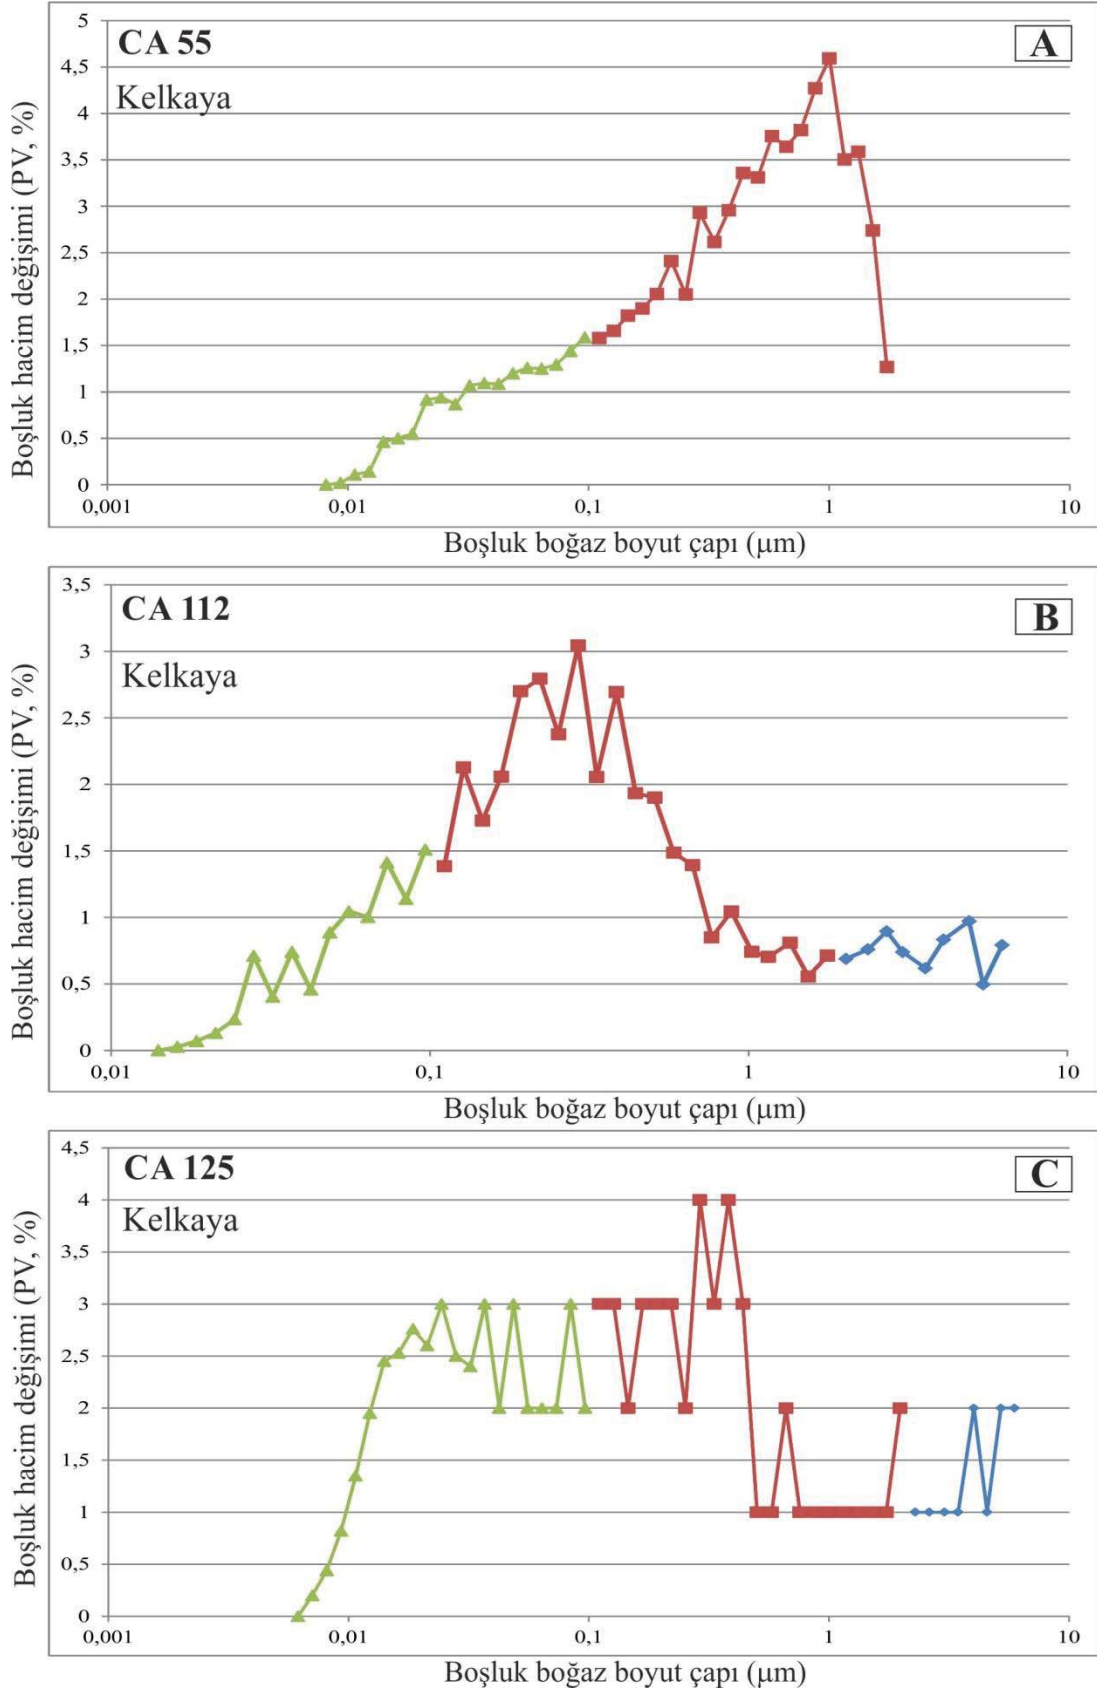 CA 55
A
Kelkaya
Boşluk hacim değişimi (PV, %)
5
4,5
4
3,5
3
2,5
2
1,5
1
0,5
0
0,001 0,01 0,1 1 10
Boşluk boğaz boyut çapı (μm)
CA 112
B
Kelkaya
Boşluk hacim değişimi (PV, %)
3,5
3
2,5
2
1,5
1
0,5
0
0,01 0,1 1 10
Boşluk boğaz boyut çapı (μm)
CA 125
C
Kelkaya
Boşluk hacim değişimi (PV, %)
4,5
4
3,5
3
2,5
2
1,5
1
0,5
0
0,001 0,01 0,1 1 10
Boşluk boğaz boyut çapı (μm)